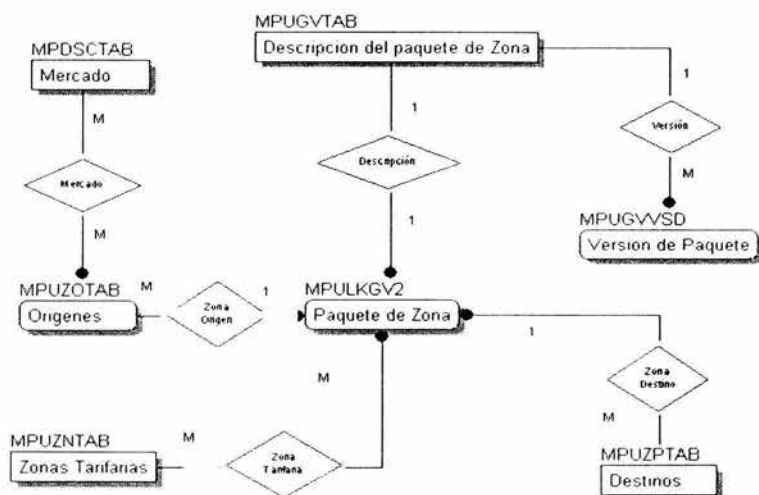 MPUGVTAB
Descripcion del paquete de Zona
MPDSCTAB
Mercado
M
1
1
Mercado
Descripción
Versión
M
1
M
MPUGVVSD
Version de Paquete
MPUZOTAB
Origenes
M
Zona
Origen
1
MPULKGV2
Paquete de Zona
1
Zona
Destino
M
M
MPUZNTAB
Zonas Tarifarias
M
Zona
Tarifaria
MPUZPTAB
Destinos